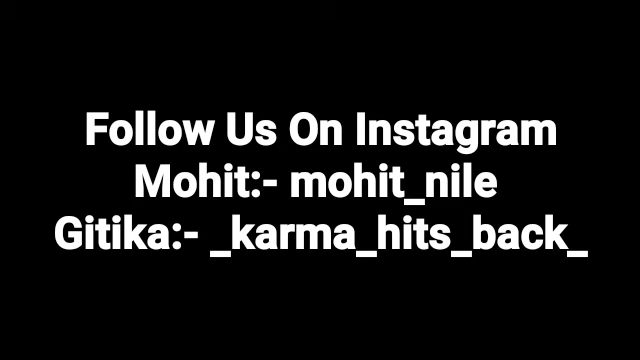 Follow Us On Instagram
Mohit:- mohit_nile
Gitika:- _karma_hits_back_